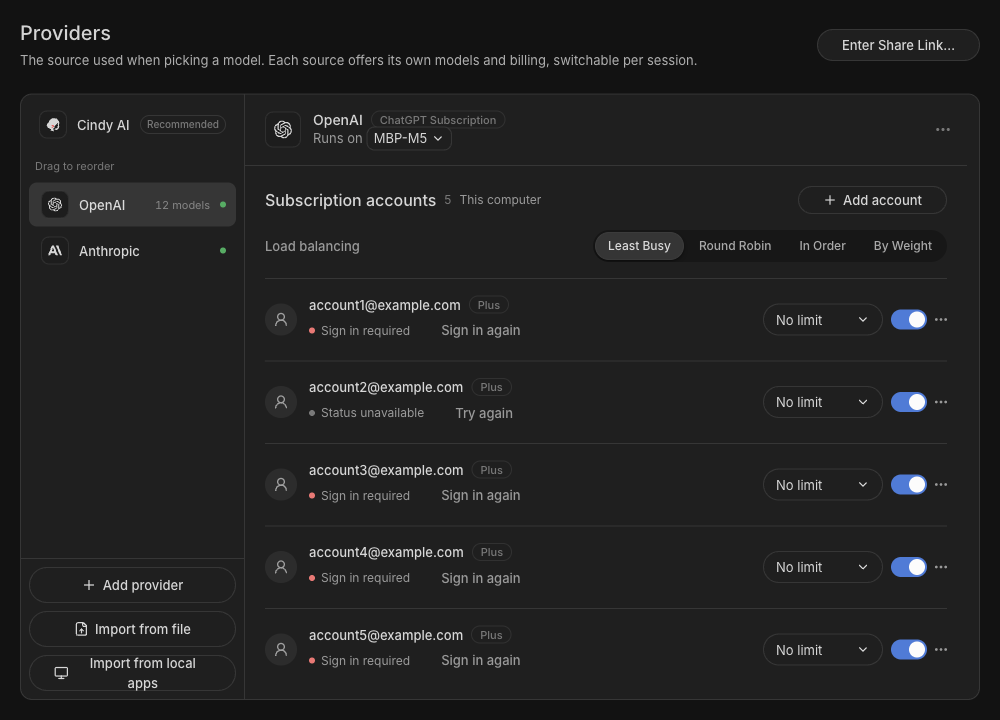 Providers
The source used when picking a model. Each source offers its own models and billing, switchable per session.
Enter Share Link...
Cindy AI Recommended
Drag to reorder
OpenAI 12 models
Anthropic
Add provider
Import from file
Import from local
apps
OpenAI ChatGPT Subscription
Runs on MBP-M5
Subscription accounts 5 This computer
Add account
Load balancing
Least Busy Round Robin In Order By Weight
account1@example.com Plus
Sign in required Sign in again
No limit
account2@example.com Plus
Status unavailable Try again
No limit
account3@example.com Plus
Sign in required Sign in again
No limit
account4@example.com Plus
Sign in required Sign in again
No limit
account5@example.com Plus
Sign in required Sign in again
No limit